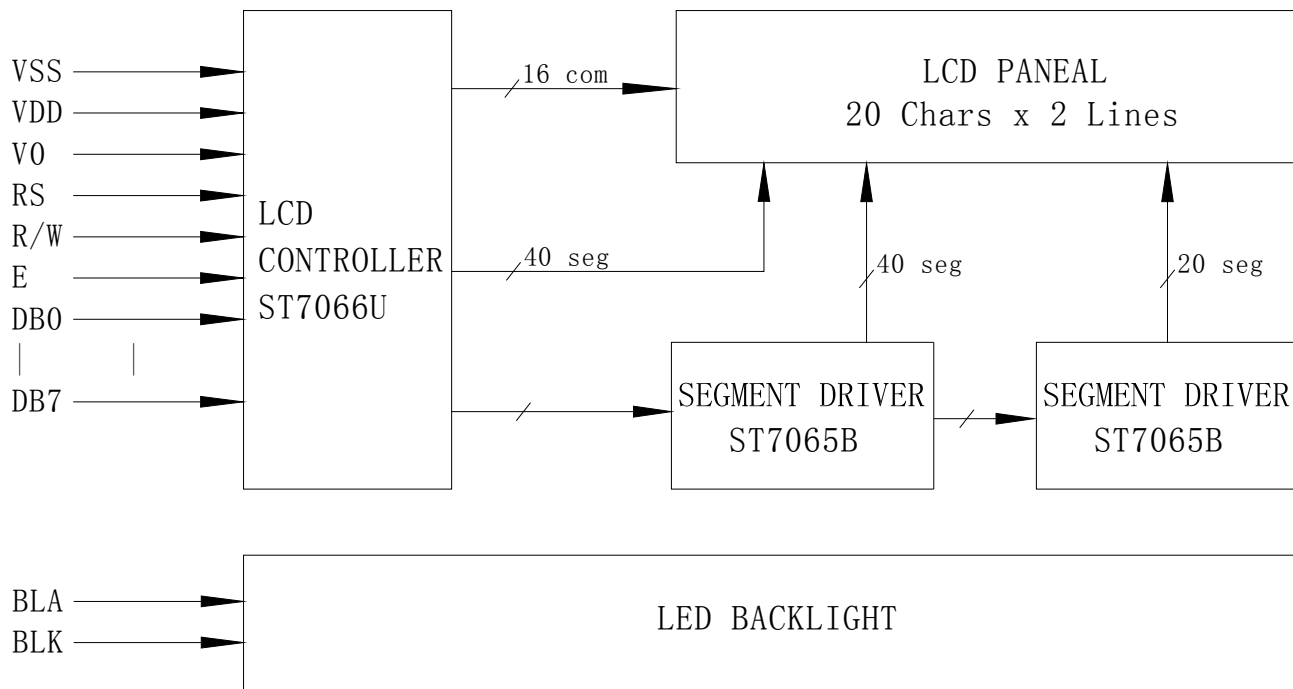 VSS
VDD
V0
RS
R/W
E
DB0
DB7
LCD
CONTROLLER
ST7066U
16 com
LCD PANEAL
20 Chars x 2 Lines
40 seg
40 seg
20 seg
SEGMENT DRIVER
ST7065B
SEGMENT DRIVER
ST7065B
BLA
BLK
LED BACKLIGHT